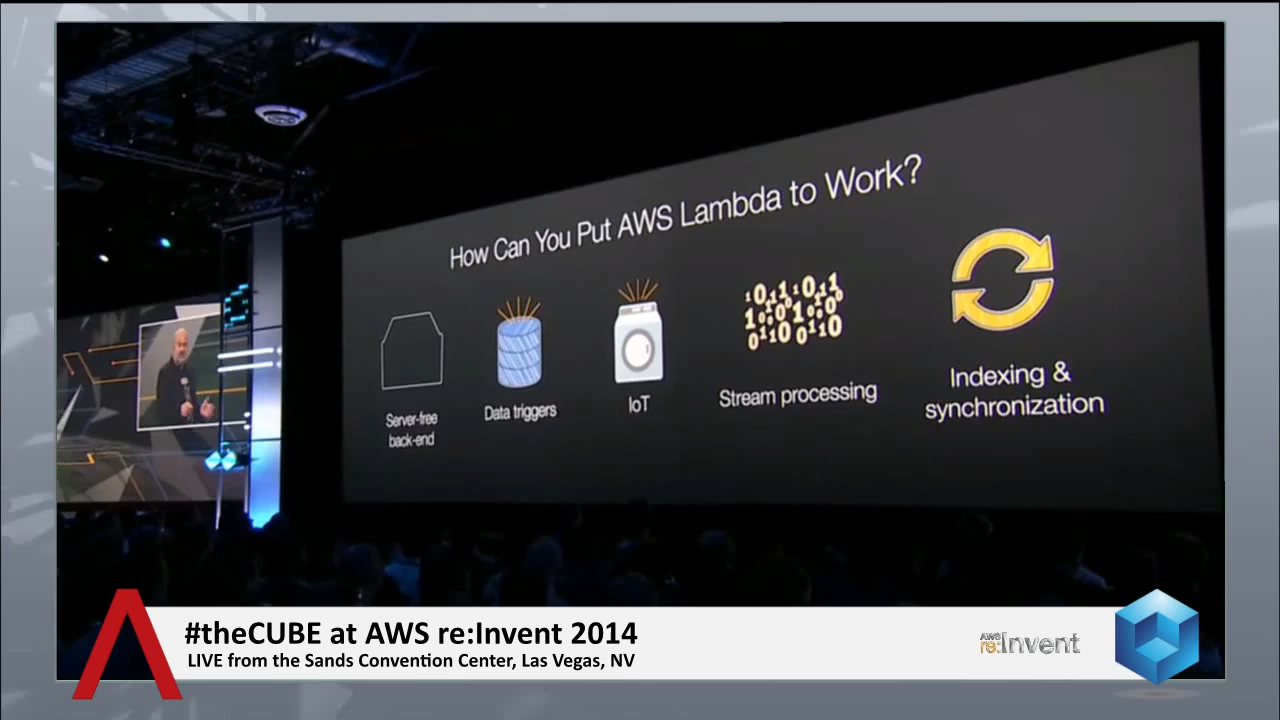 How Can You Put AWS Lambda to Work?
Server-free
back-end
Data triggers
IoT
Stream processing
Indexing &
synchronization
#theCUBE at AWS re:Invent 2014
LIVE from the Sands Convention Center, Las Vegas, NV
AWS
re:Invent